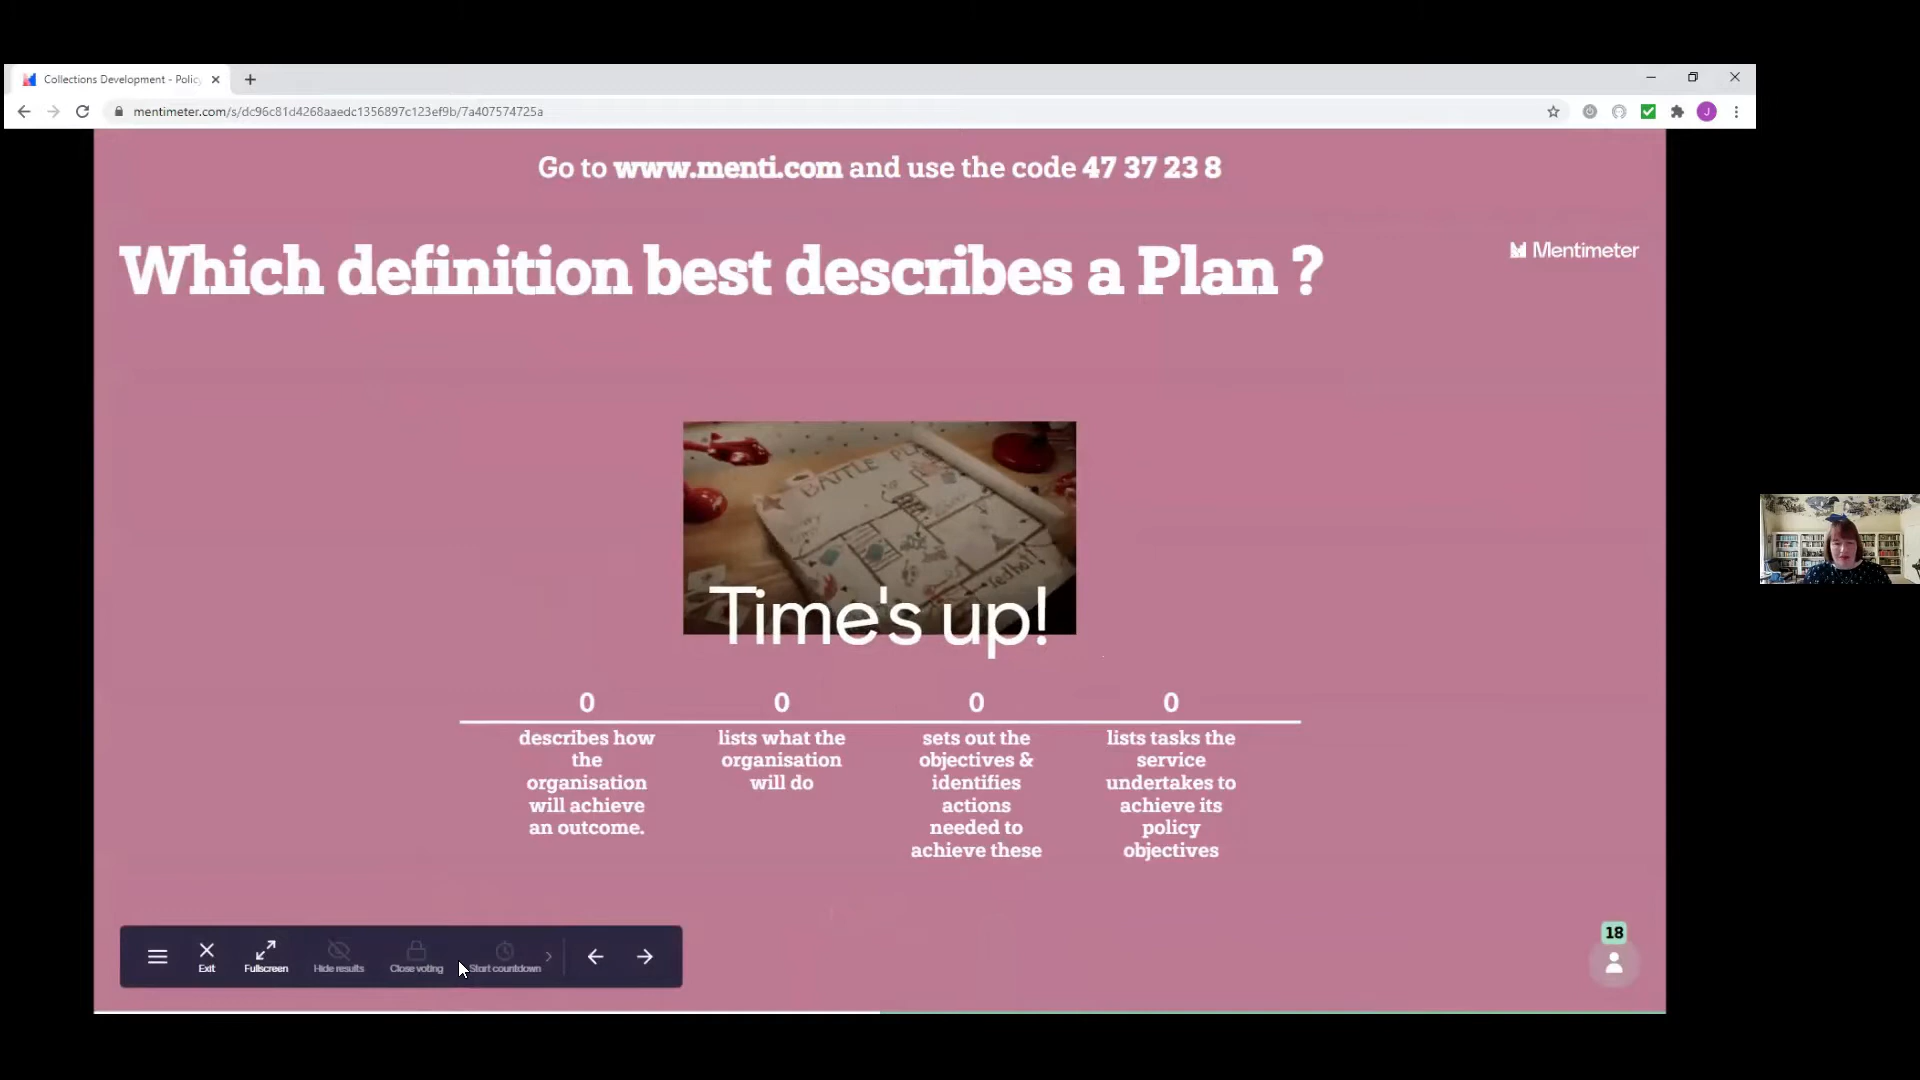 Collections Development - Polic
mentimeter.com/s/dc96c81d4268aaedc1356897c123ef9b/7a407574725a
J
Go to www.menti.com and use the code 47 37 23 8
Which definition best describes a Plan ?
Mentimeter
BATTLE PLA
Time's up!
0
0
0
0
describes how
the
organisation
will achieve
an outcome.
lists what the
organisation
will do
sets out the
objectives &
identifies
actions
needed to
achieve these
lists tasks the
service
undertakes to
achieve its
policy
objectives
Exit
Fullscreen
Hide results
Close voting
Start countdown
18